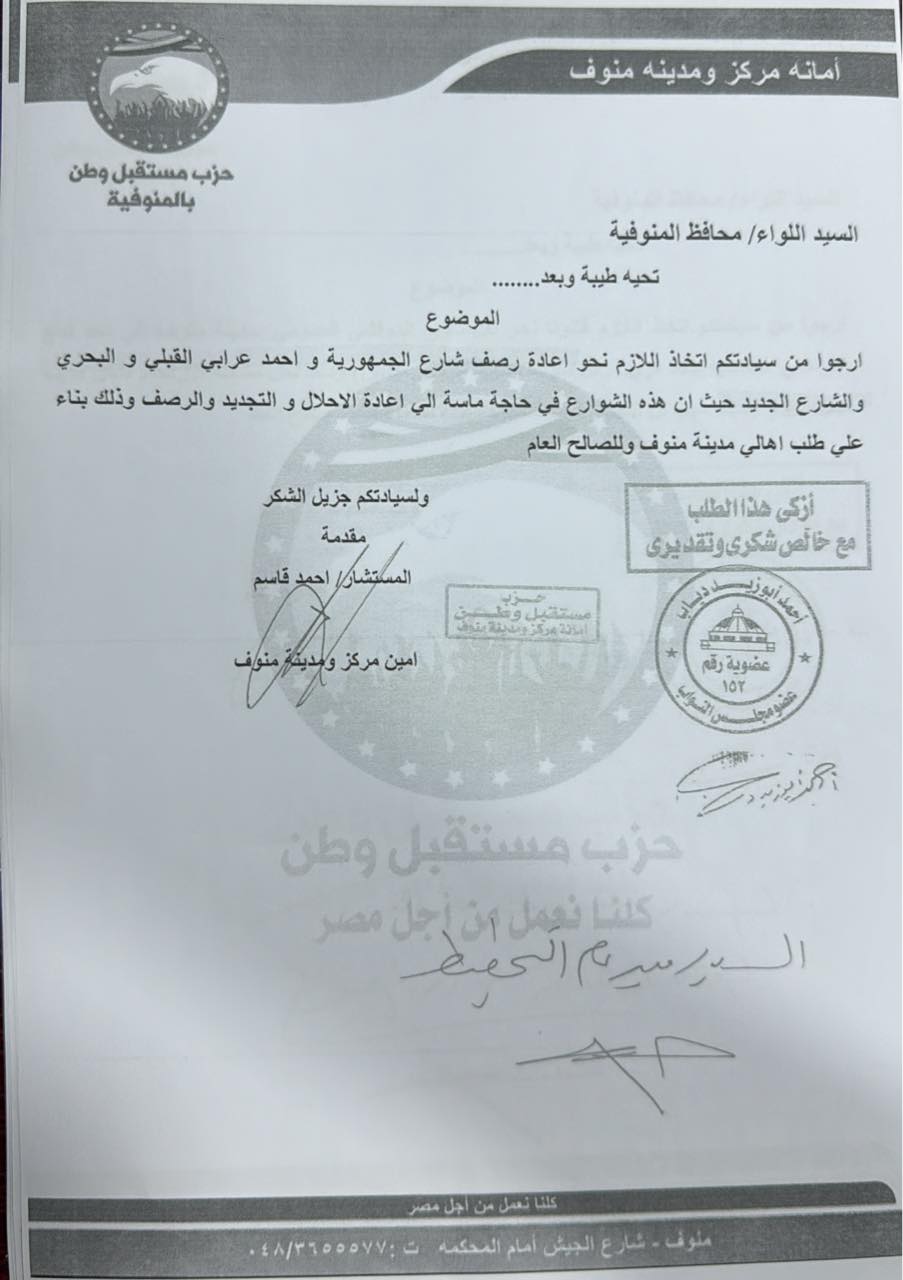 أمانه مركز ومدينه منوف
حزب مستقبل وطن
بالمنوفية
السيد اللواء/ محافظ المنوفية
تحيه طيبة وبعد........
الموضوع
ارجوا من سيادتكم اتخاذ اللازم نحو اعادة رصف شارع الجمهورية و احمد عرابي القبلي و البحري
والشارع الجديد حيث ان هذه الشوارع في حاجة ماسة الي اعادة الاحلال و التجديد والرصف وذلك بناء
علي طلب اهالي مدينة منوف وللصالح العام
ولسيادتكم جزيل الشكر
مقدمة
المستشار/ احمد قاسم
امين مركز ومدينة منوف
أزكى هذا الطلب
مع خالص شكرى وتقديرى
حزب
مستقبل وطن
أمانة مركز ومدينة منوف
أحمد أبوزيد دياب
عضوية رقم
١٥٢
عضو مجلس النواب
حزب مستقبل وطن
كلنا نعمل من أجل مصر
السيد مدير عام التخطيط
كلنا نعمل من أجل مصر
منوف - شارع الجيش أمام المحكمه ت : ٠٤٨/٣٦٥٥٥٧٧